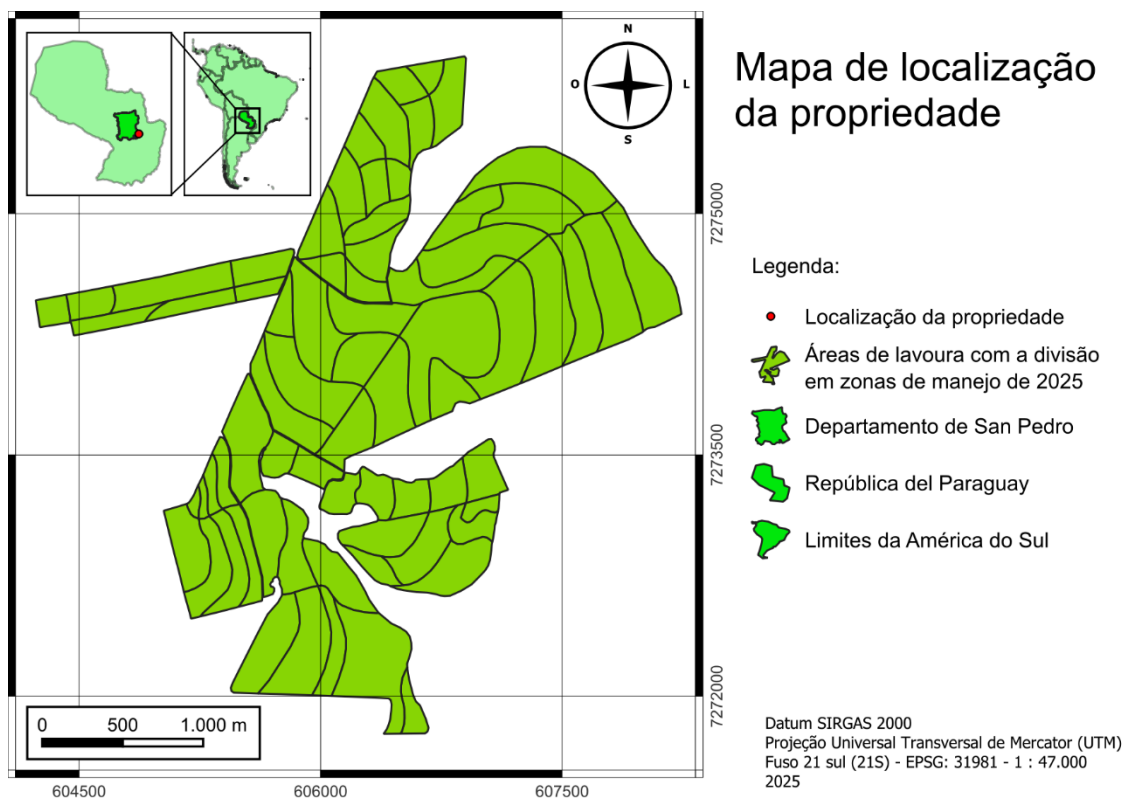 Mapa de localização
da propriedade
N
O
L
S
7275000
7273500
7272000
Legenda:
Localização da propriedade
Áreas de lavoura com a divisão
em zonas de manejo de 2025
Departamento de San Pedro
República del Paraguay
Limites da América do Sul
0 500 1.000 m
604500 606000 607500
Datum SIRGAS 2000
Projeção Universal Transversal de Mercator (UTM)
Fuso 21 sul (21S) - EPSG: 31981 - 1 : 47.000
2025